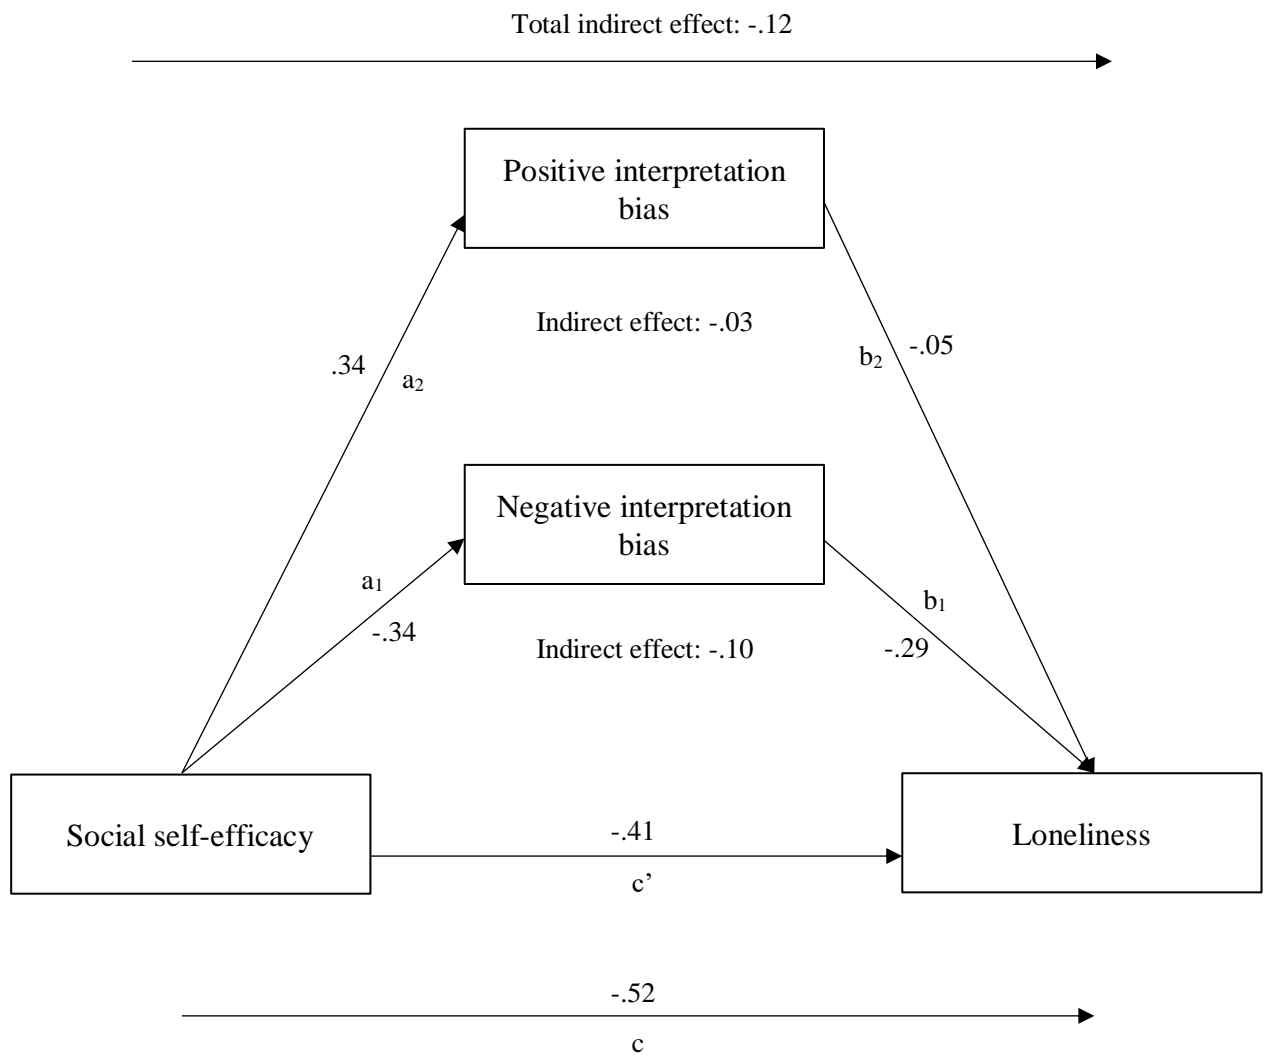 Total indirect effect: -.12
Positive interpretation
bias
Indirect effect: -.03
.34
a₂
b₂
-.05
Negative interpretation
bias
a₁
-.34
Indirect effect: -.10
b₁
-.29
Social self-efficacy
-.41
c’
Loneliness
-.52
c